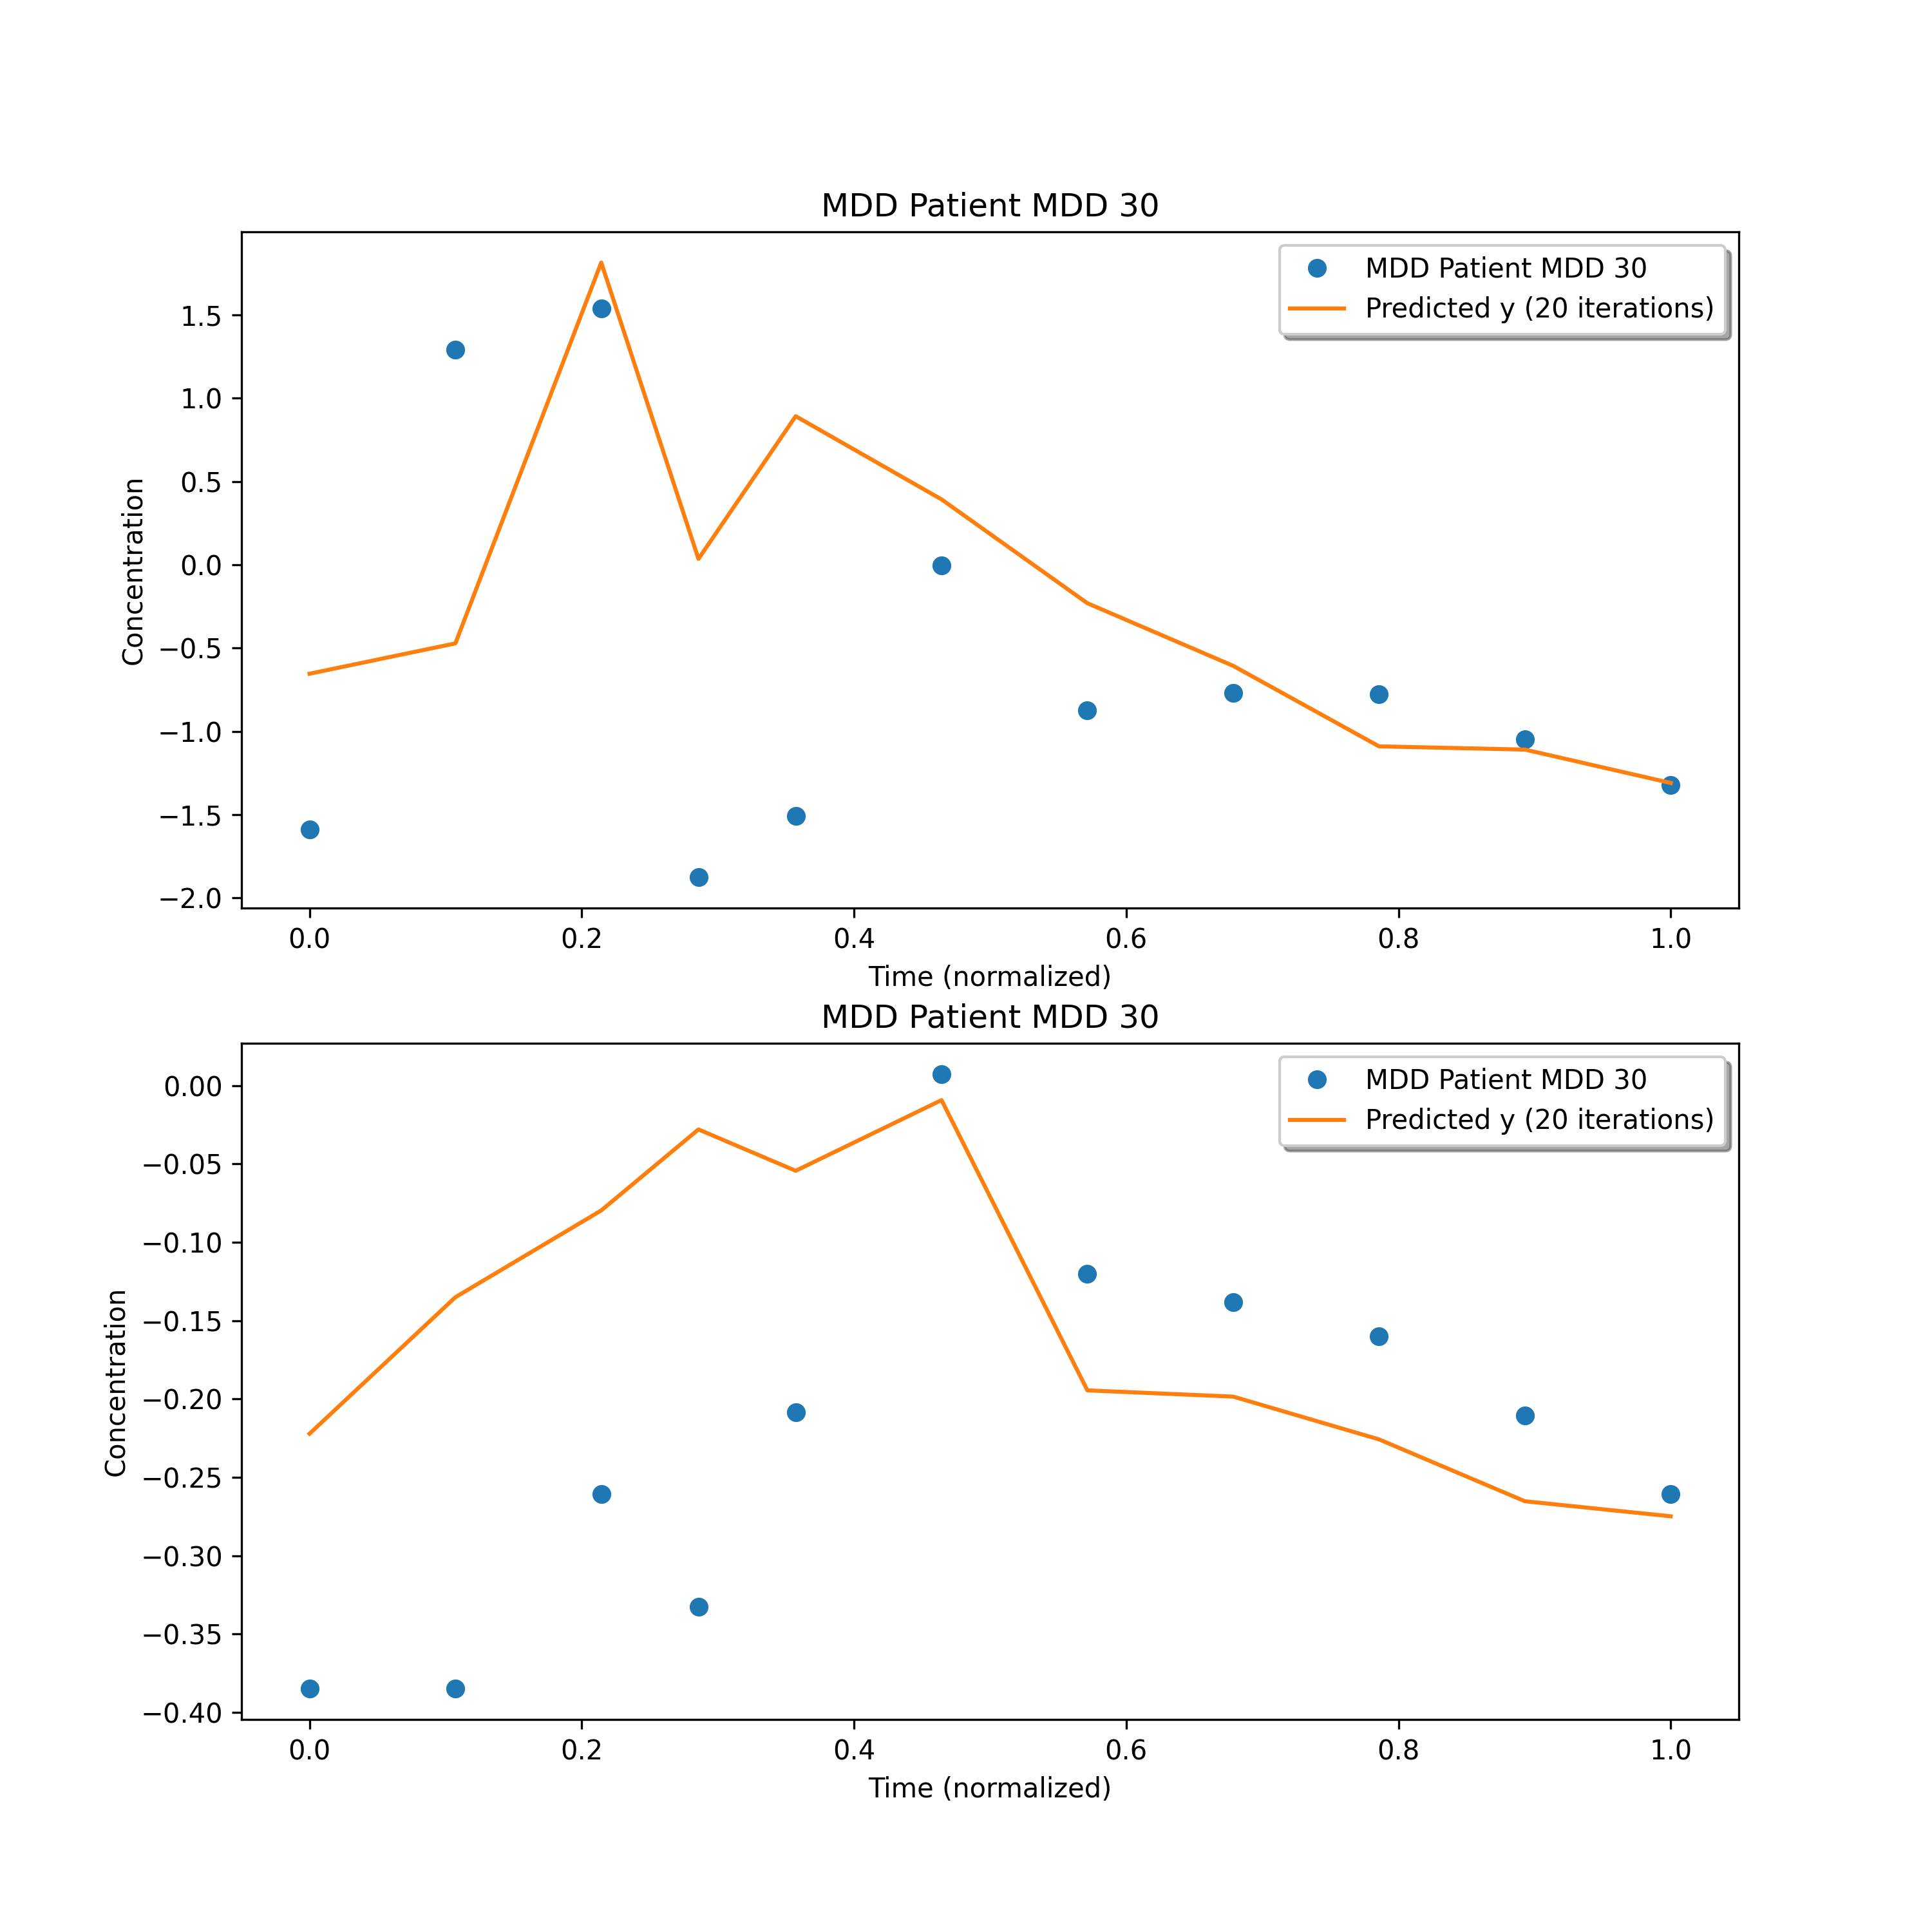 MDD Patient MDD 30
MDD Patient MDD 30
Predicted y (20 iterations)
1.5
1.0
0.5
0.0
−0.5
−1.0
−1.5
−2.0
Concentration
0.0 0.2 0.4 0.6 0.8 1.0
Time (normalized)
MDD Patient MDD 30
MDD Patient MDD 30
Predicted y (20 iterations)
0.00
−0.05
−0.10
−0.15
−0.20
−0.25
−0.30
−0.35
−0.40
Concentration
0.0 0.2 0.4 0.6 0.8 1.0
Time (normalized)